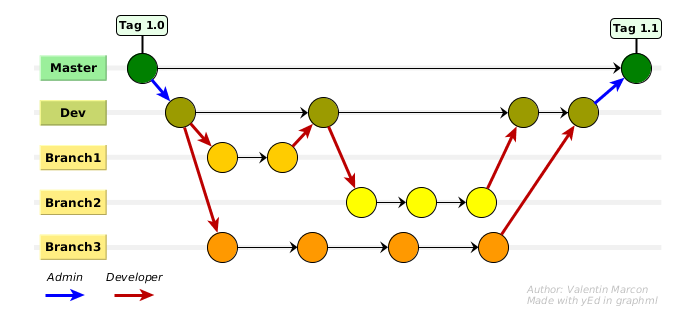 Tag 1.0
Tag 1.1
Master
Dev
Branch1
Branch2
Branch3
Admin
Developer
Author: Valentin Marcon
Made with yEd in graphml